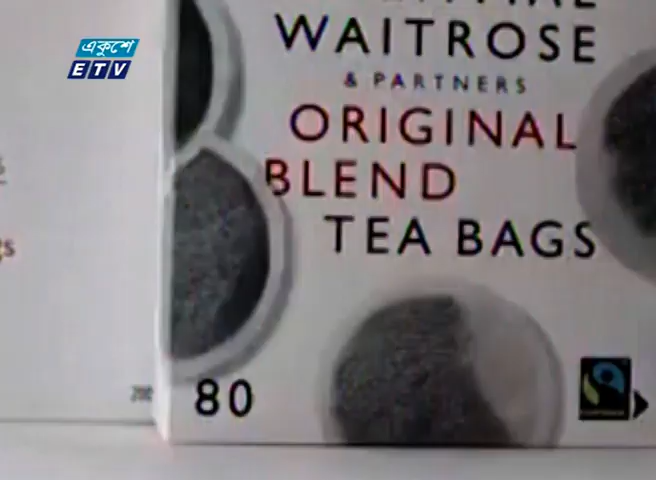 একুশে
ETV
WAITROSE
& PARTNERS
ORIGINAL
BLEND
TEA BAGS
80